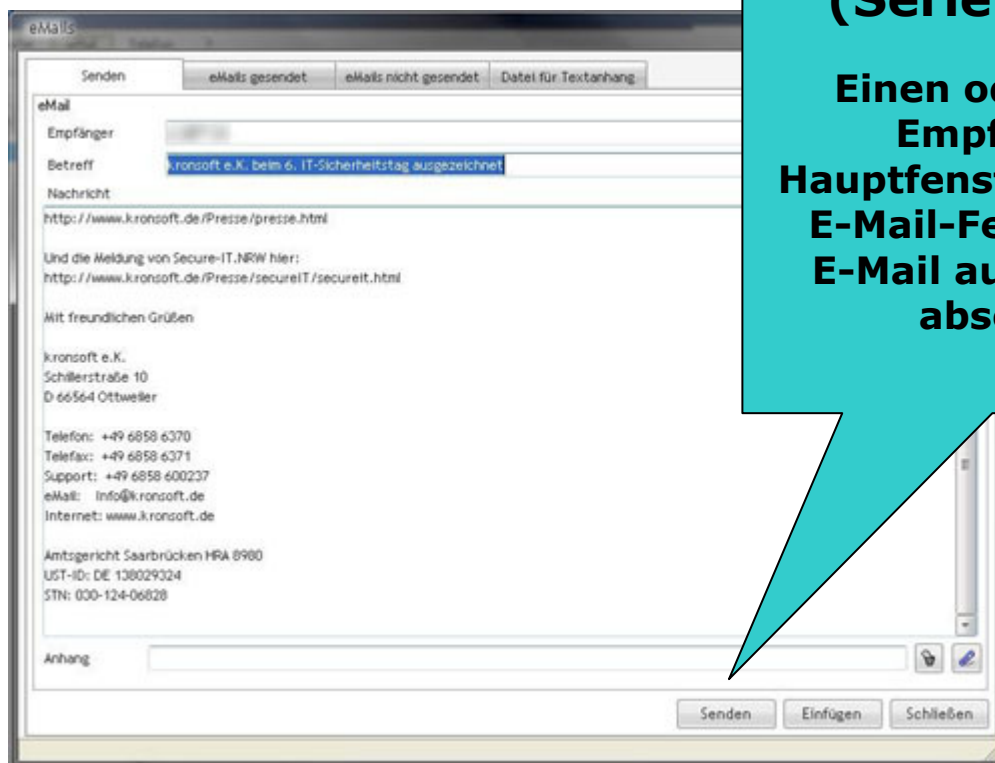 eMails
Senden
eMails gesendet
eMails nicht gesendet
Datei für Textanhang
eMail
Empfänger
Betreff
kronsoft e.K. beim 6. IT-Sicherheitstag ausgezeichnet
Nachricht
http://www.kronsoft.de/Presse/presse.html
Und die Meldung von Secure-IT.NRW hier:
http://www.kronsoft.de/Presse/secureIT/secureit.html
Mit freundlichen Grüßen
kronsoft e.K.
Schillerstraße 10
D 66564 Ottweiler
Telefon: +49 6858 6370
Telefax: +49 6858 6371
Support: +49 6858 600237
eMail: info@kronsoft.de
Internet: www.kronsoft.de
Amtsgericht Saarbrücken HRA 8980
UST-ID: DE 138029324
STN: 030-124-06828
Anhang
Senden
Einfügen
Schließen
(Serie
Einen od
Empf
Hauptfenst
E-Mail-Fe
E-Mail au
abse